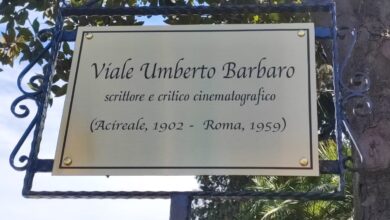 Viale Umberto Barbaro
scrittore e critico cinematografico
(Acireale, 1902 - Roma, 1959)